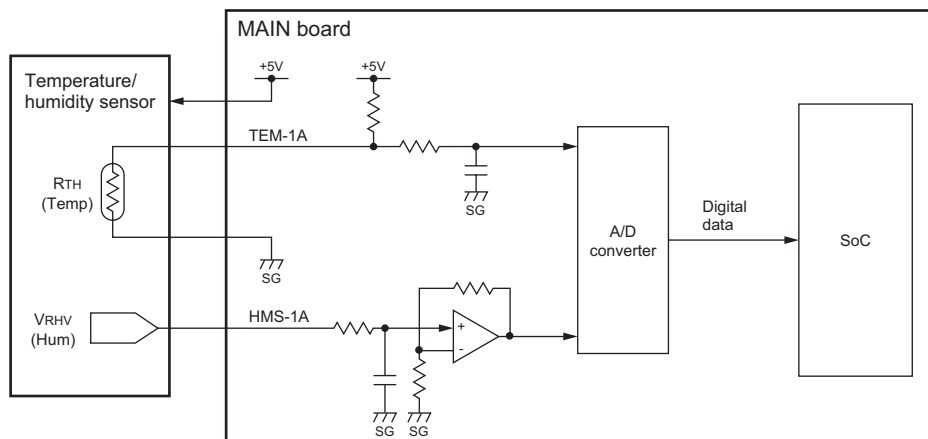 MAIN board
Temperature/
humidity sensor
+5V
+5V
TEM-1A
RTH
(Temp)
SG
SG
A/D
converter
Digital
data
SoC
VRHV
(Hum)
HMS-1A
+
-
SG
SG